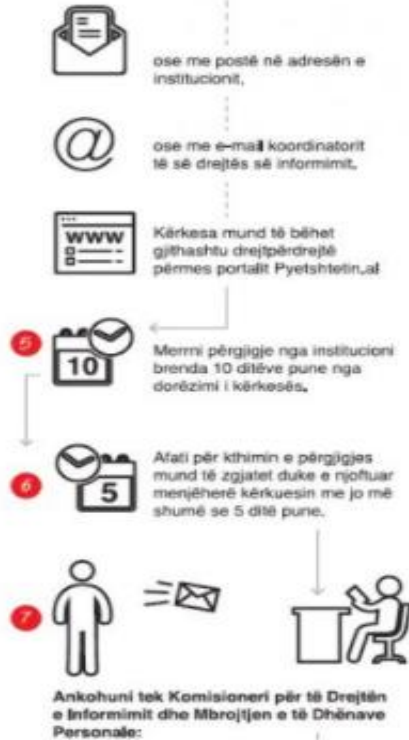 ose me postë në adresën e
institucionit,
@
ose me e-mail koordinatorit
të së drejtës së informimit,
www
Kërkesa mund të bëhet
gjithashtu drejtpërdrejtë
përmes portalit Pyetshtetin,al
5
10
Merrni përgjigje nga institucioni
brenda 10 ditëve pune nga
dorëzimi i kërkesës.
6
5
Afati për kthimin e përgjigjes
mund të zgjatet duke e njoftuar
menjëherë kërkuesin me jo më
shumë se 5 ditë pune.
7
Ankohuni tek Komisioneri për të Drejtën
e Informimit dhe Mbrojtjen e të Dhënave
Personale: